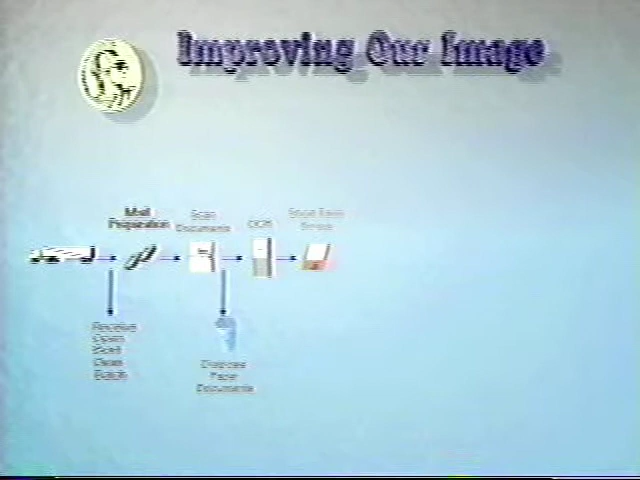 Improving Our Image
Mail
Preparation
Scan
Documents
OCR
Receive
Open
Sort
Batch
Dispose
Paper
Documents